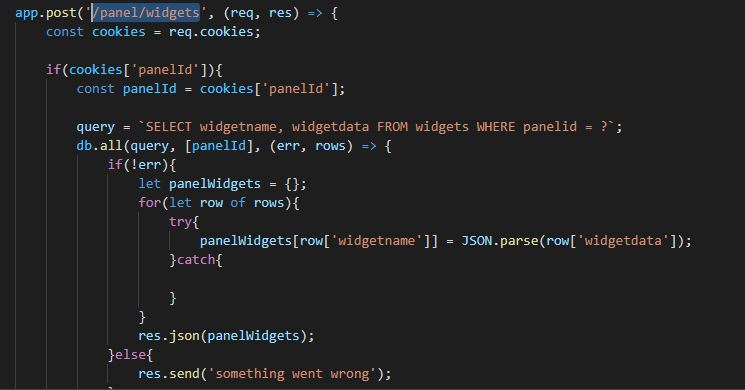 app.post('/panel/widgets', (req, res) => {
    const cookies = req.cookies;

    if(cookies['panelId']){
        const panelId = cookies['panelId'];

        query = `SELECT widgetname, widgetdata FROM widgets WHERE panelid = ?`;
        db.all(query, [panelId], (err, rows) => {
            if(!err){
                let panelWidgets = {};
                for(let row of rows){
                    try{
                        panelWidgets[row['widgetname']] = JSON.parse(row['widgetdata']);
                    }catch{

                    }
                }
                res.json(panelWidgets);
            }else{
                res.send('something went wrong');